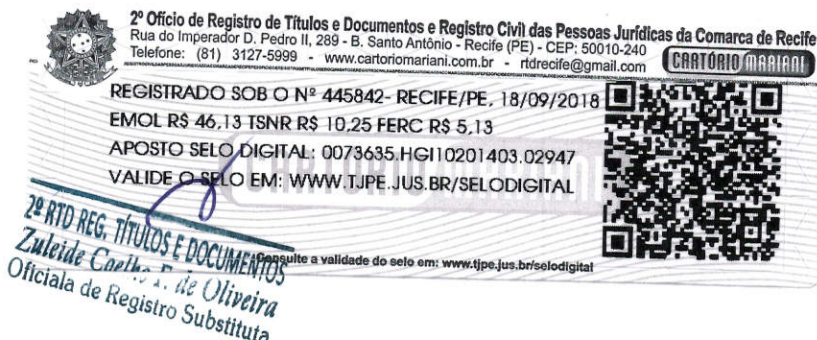 2º Ofício de Registro de Títulos e Documentos e Registro Civil das Pessoas Jurídicas da Comarca de Recife
Rua do Imperador D. Pedro II, 289 - B. Santo Antônio - Recife (PE) - CEP: 50010-240
Telefone: (81) 3127-5999 - www.cartoriomariani.com.br - rtdrecife@gmail.com
CARTÓRIO MARIANI
REGISTRADO SOB O Nº 445842- RECIFE/PE, 18/09/2018
EMOL R$ 46,13 TSNR R$ 10,25 FERC R$ 5,13
APOSTO SELO DIGITAL: 0073635.HGI10201403.02947
VALIDE O SELO EM: WWW.TJPE.JUS.BR/SELODIGITAL
CARTÓRIO MARIANI
Consulte a validade do selo em: www.tjpe.jus.br/selodigital
2º RTD REG. TÍTULOS E DOCUMENTOS
Zuleide Coelho F. de Oliveira
Oficiala de Registro Substituta